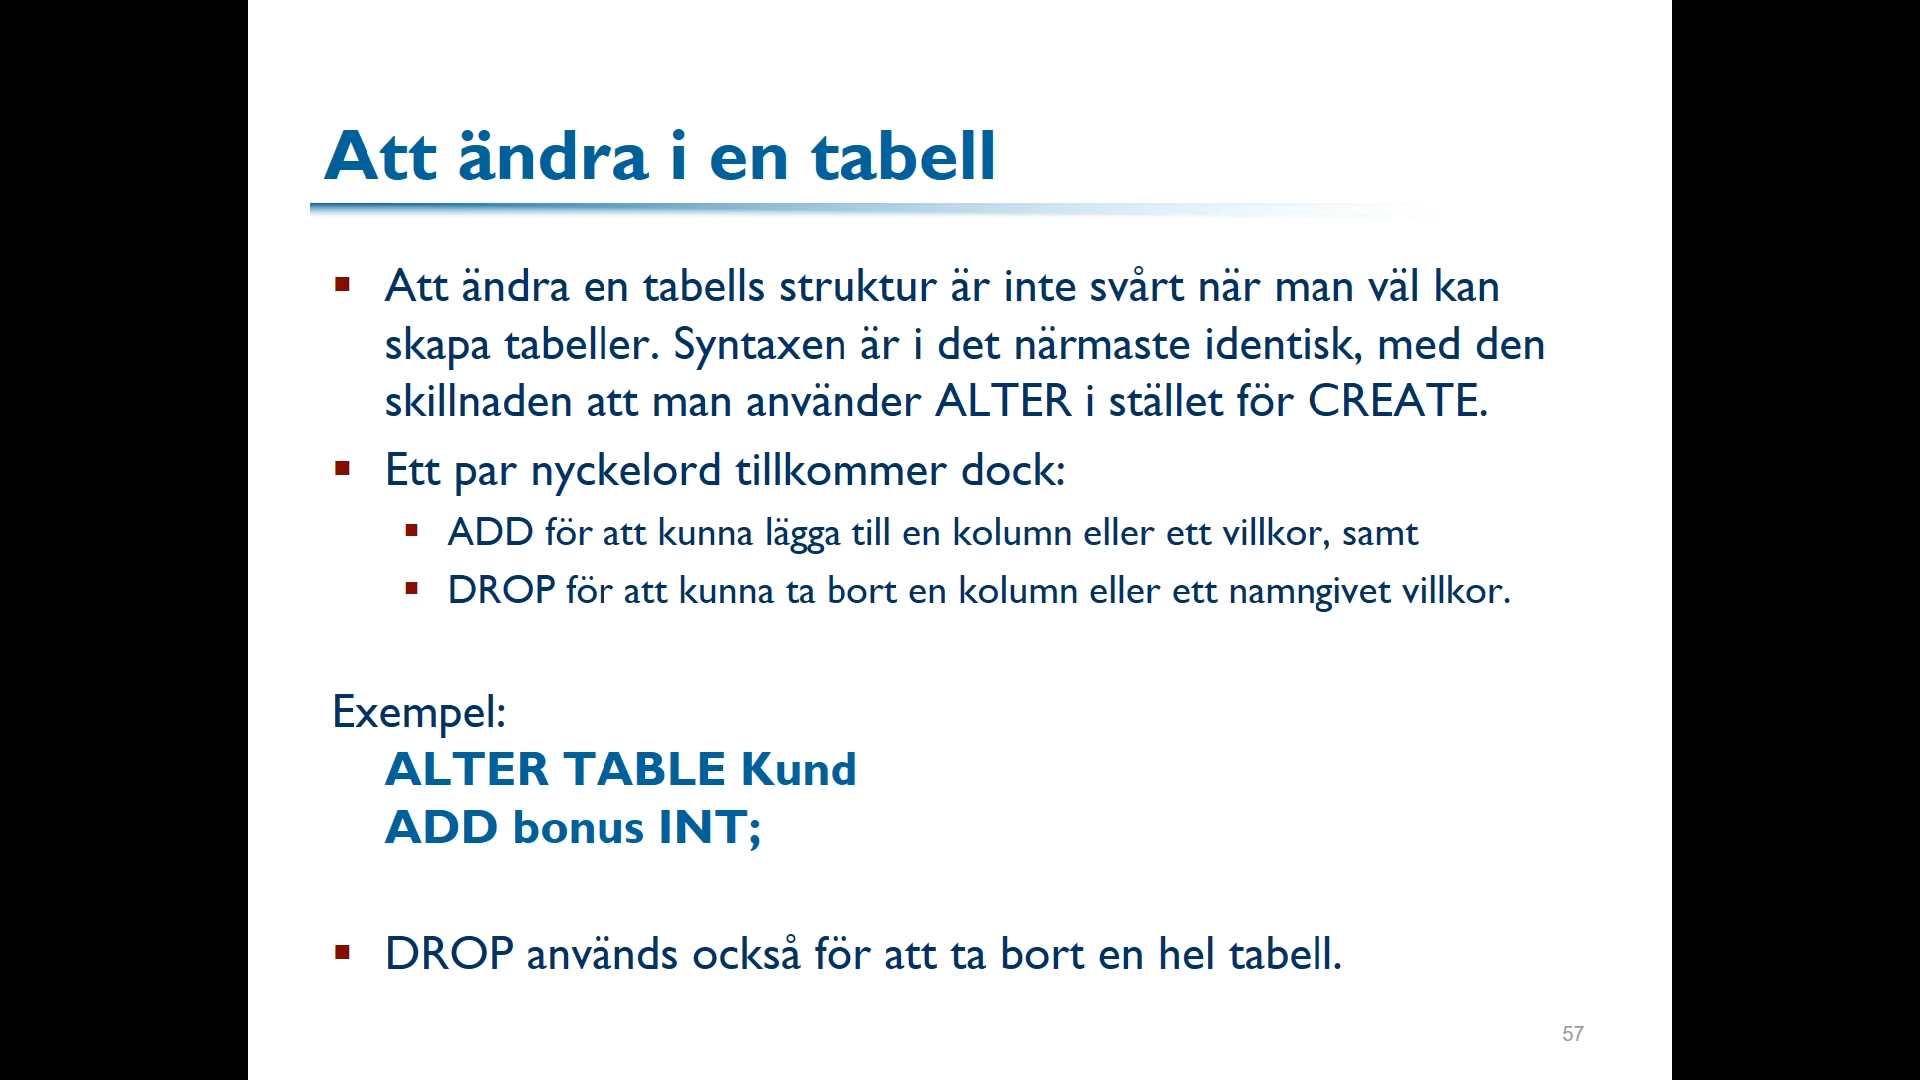 Att ändra i en tabell
Att ändra en tabells struktur är inte svårt när man väl kan
skapa tabeller. Syntaxen är i det närmaste identisk, med den
skillnaden att man använder ALTER i stället för CREATE.
Ett par nyckelord tillkommer dock:
ADD för att kunna lägga till en kolumn eller ett villkor, samt
DROP för att kunna ta bort en kolumn eller ett namngivet villkor.
Exempel:
ALTER TABLE Kund
ADD bonus INT;
DROP används också för att ta bort en hel tabell.
57